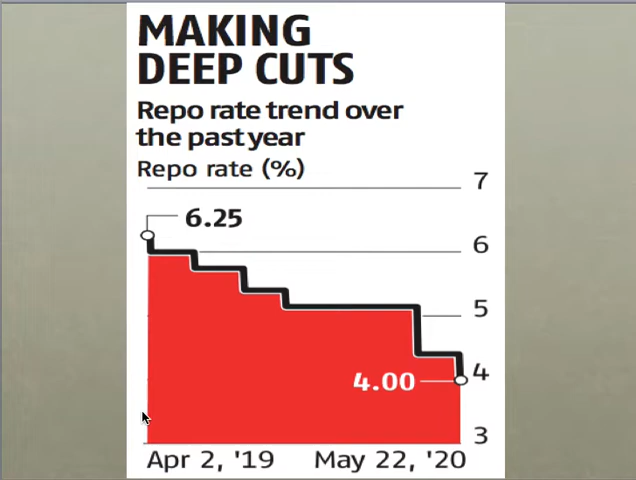 MAKING
DEEP CUTS
Repo rate trend over
the past year
Repo rate (%)
7
6.25
6
5
4
4.00
3
Apr 2, '19 May 22, '20